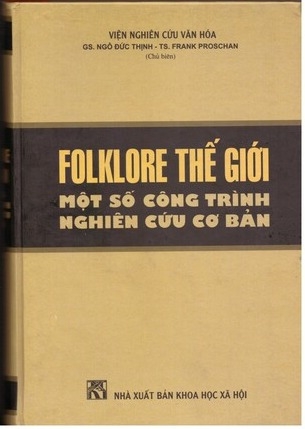 VIỆN NGHIÊN CỨU VĂN HÓA
GS. NGÔ ĐỨC THỊNH - TS. FRANK PROSCHAN
(Chủ biên)
FOLKLORE THẾ GIỚI
MỘT SỐ CÔNG TRÌNH
NGHIÊN CỨU CƠ BẢN
NHÀ XUẤT BẢN KHOA HỌC XÃ HỘI